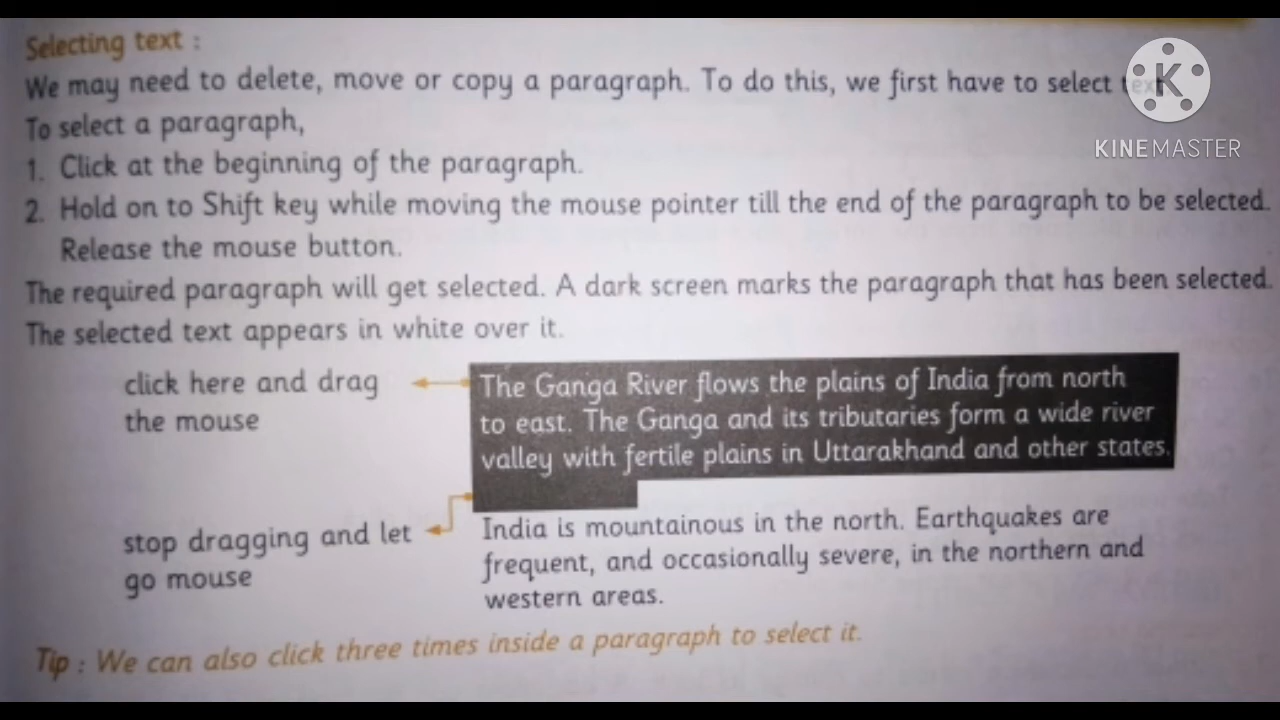 Selecting text :
We may need to delete, move or copy a paragraph. To do this, we first have to select text
To select a paragraph,
K
KINEMASTER
1. Click at the beginning of the paragraph.
2. Hold on to Shift key while moving the mouse pointer till the end of the paragraph to be selected.
Release the mouse button.
The required paragraph will get selected. A dark screen marks the paragraph that has been selected.
The selected text appears in white over it.
click here and drag
the mouse
The Ganga River flows the plains of India from north
to east. The Ganga and its tributaries form a wide river
valley with fertile plains in Uttarakhand and other states.
stop dragging and let
go mouse
India is mountainous in the north. Earthquakes are
frequent, and occasionally severe, in the northern and
western areas.
Tip : We can also click three times inside a paragraph to select it.